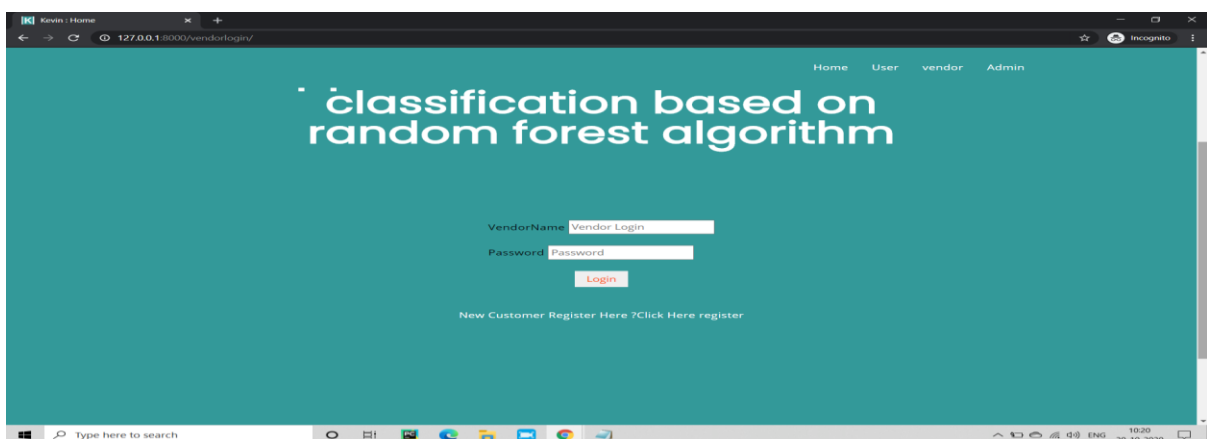 Kevin : Home
127.0.0.1:8000/vendorlogin/
Incognito
Home User vendor Admin
classification based on
random forest algorithm
VendorName Vendor Login
Password Password
Login
New Customer Register Here ?Click Here register
Type here to search
ENG
10:20